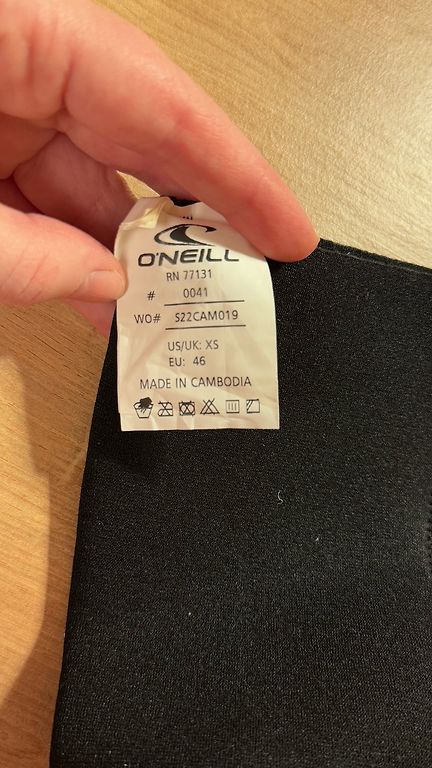 O'NEILL
RN 77131
# 0041
WO# S22CAM019
US/UK: XS
EU: 46
MADE IN CAMBODIA